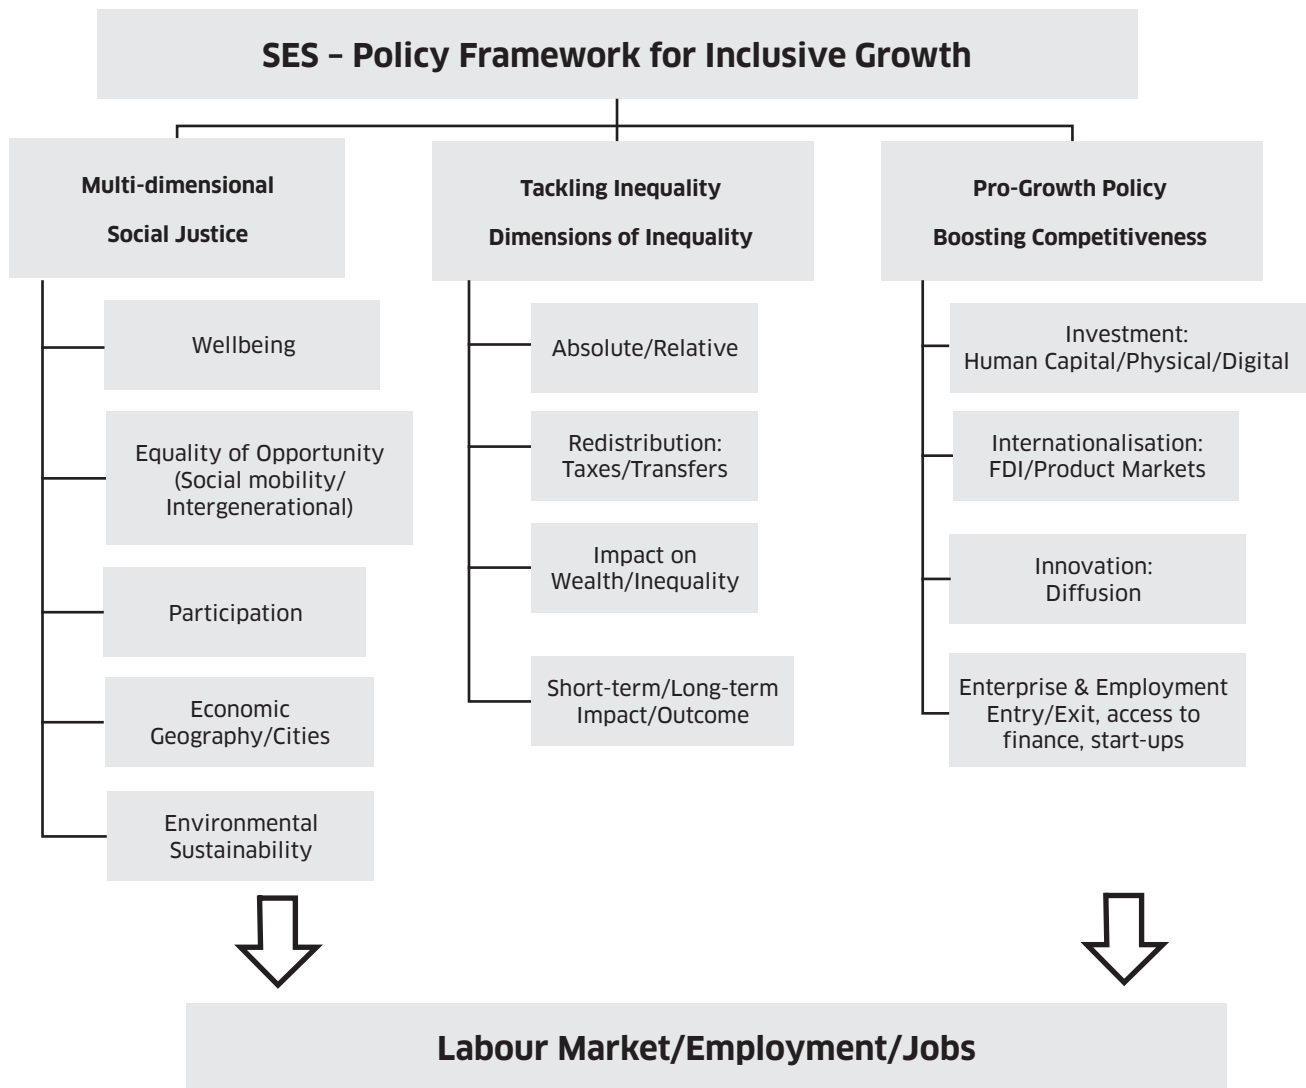 SES – Policy Framework for Inclusive Growth
Multi-dimensional
Social Justice
Wellbeing
Equality of Opportunity
(Social mobility/
Intergenerational)
Participation
Economic
Geography/Cities
Environmental
Sustainability
Tackling Inequality
Dimensions of Inequality
Absolute/Relative
Redistribution:
Taxes/Transfers
Impact on
Wealth/Inequality
Short-term/Long-term
Impact/Outcome
Pro-Growth Policy
Boosting Competitiveness
Investment:
Human Capital/Physical/Digital
Internationalisation:
FDI/Product Markets
Innovation:
Diffusion
Enterprise & Employment
Entry/Exit, access to
finance, start-ups
Labour Market/Employment/Jobs